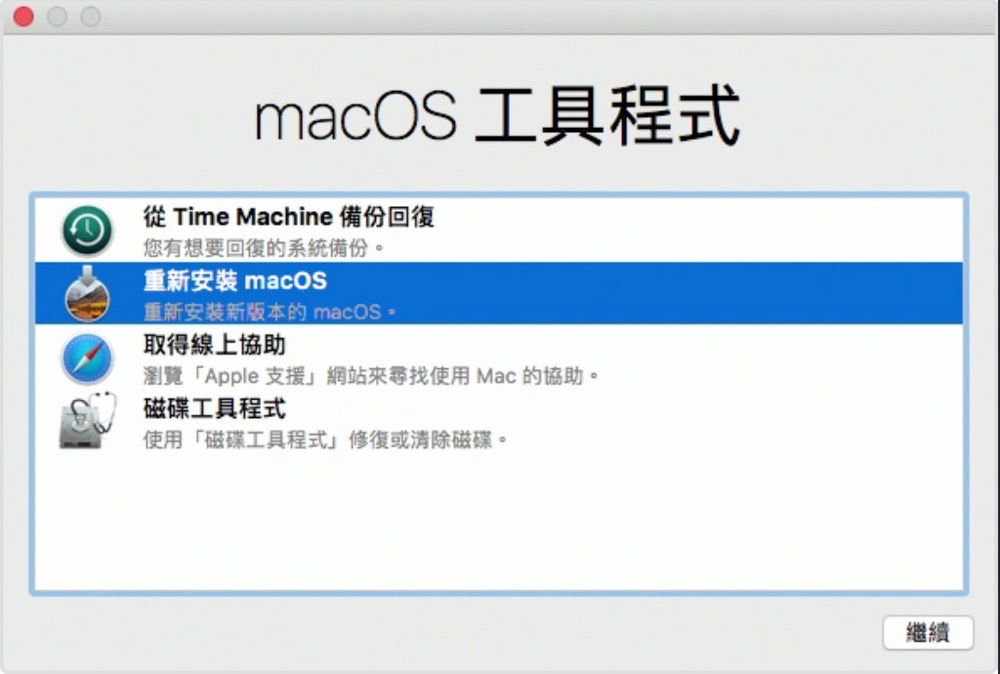 macOS 工具程式
從 Time Machine 備份回復
您有想要回復的系統備份。
重新安裝 macOS
重新安裝新版本的 macOS。
取得線上協助
瀏覽「Apple 支援」網站來尋找使用 Mac 的協助。
磁碟工具程式
使用「磁碟工具程式」修復或清除磁碟。
繼續